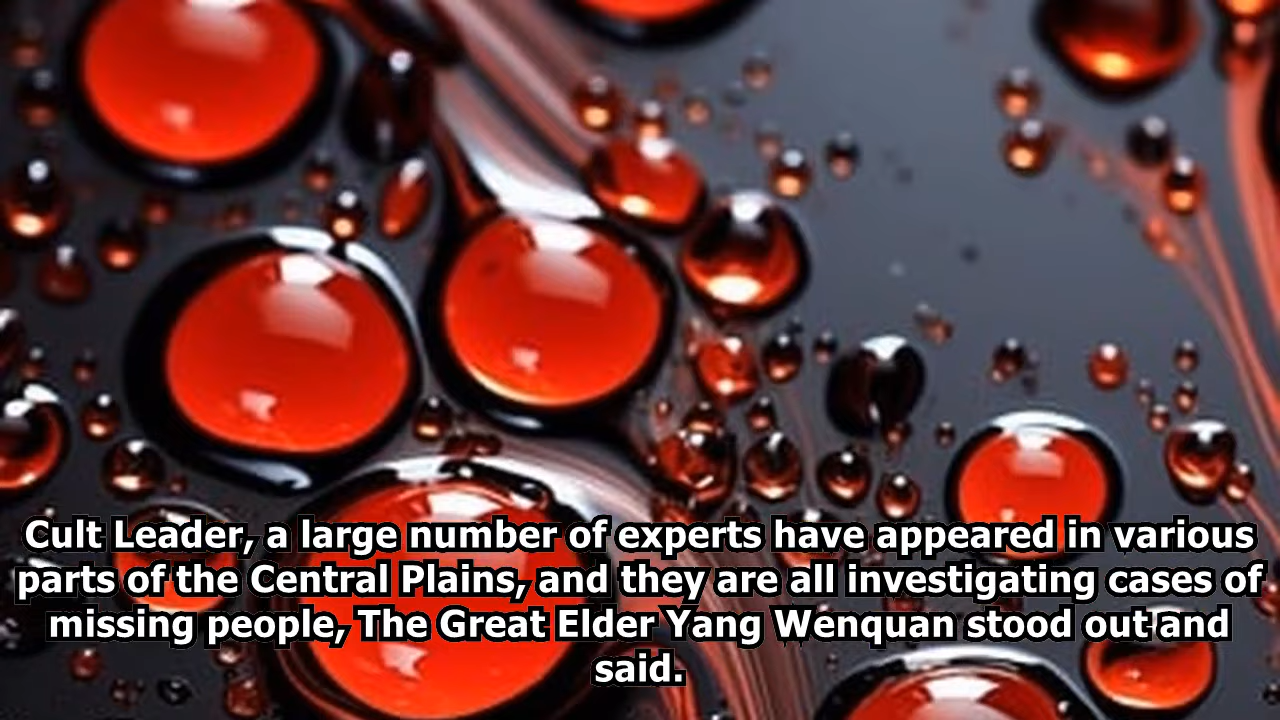 Cult Leader, a large number of experts have appeared in various
parts of the Central Plains, and they are all investigating cases of
missing people, The Great Elder Yang Wenquan stood out and
said.